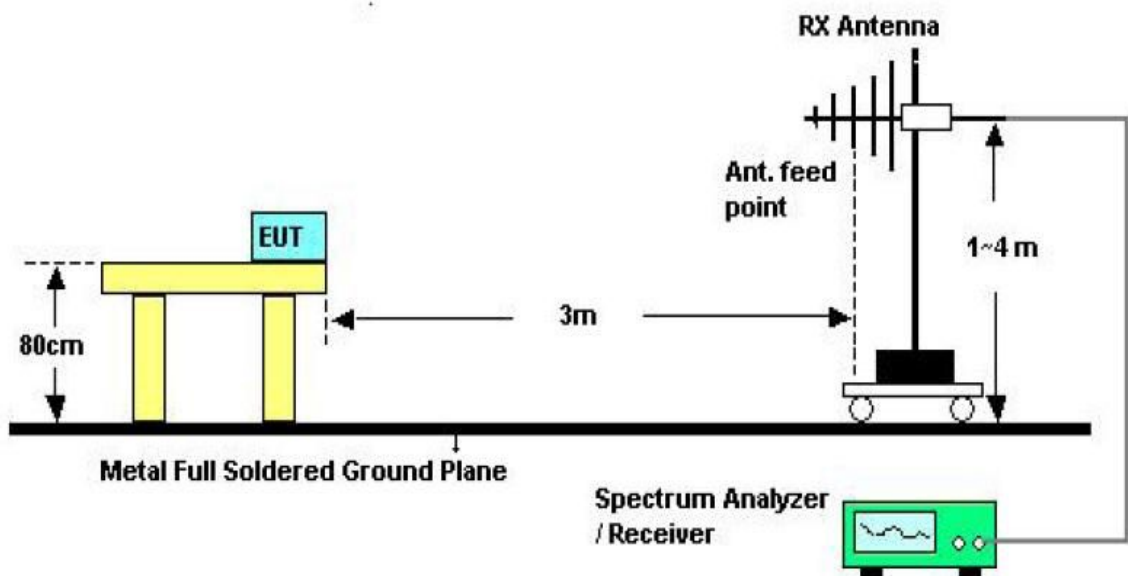 RX Antenna
Ant. feed
point
EUT
1~4 m
3m
80cm
Metal Full Soldered Ground Plane
Spectrum Analyzer
/ Receiver